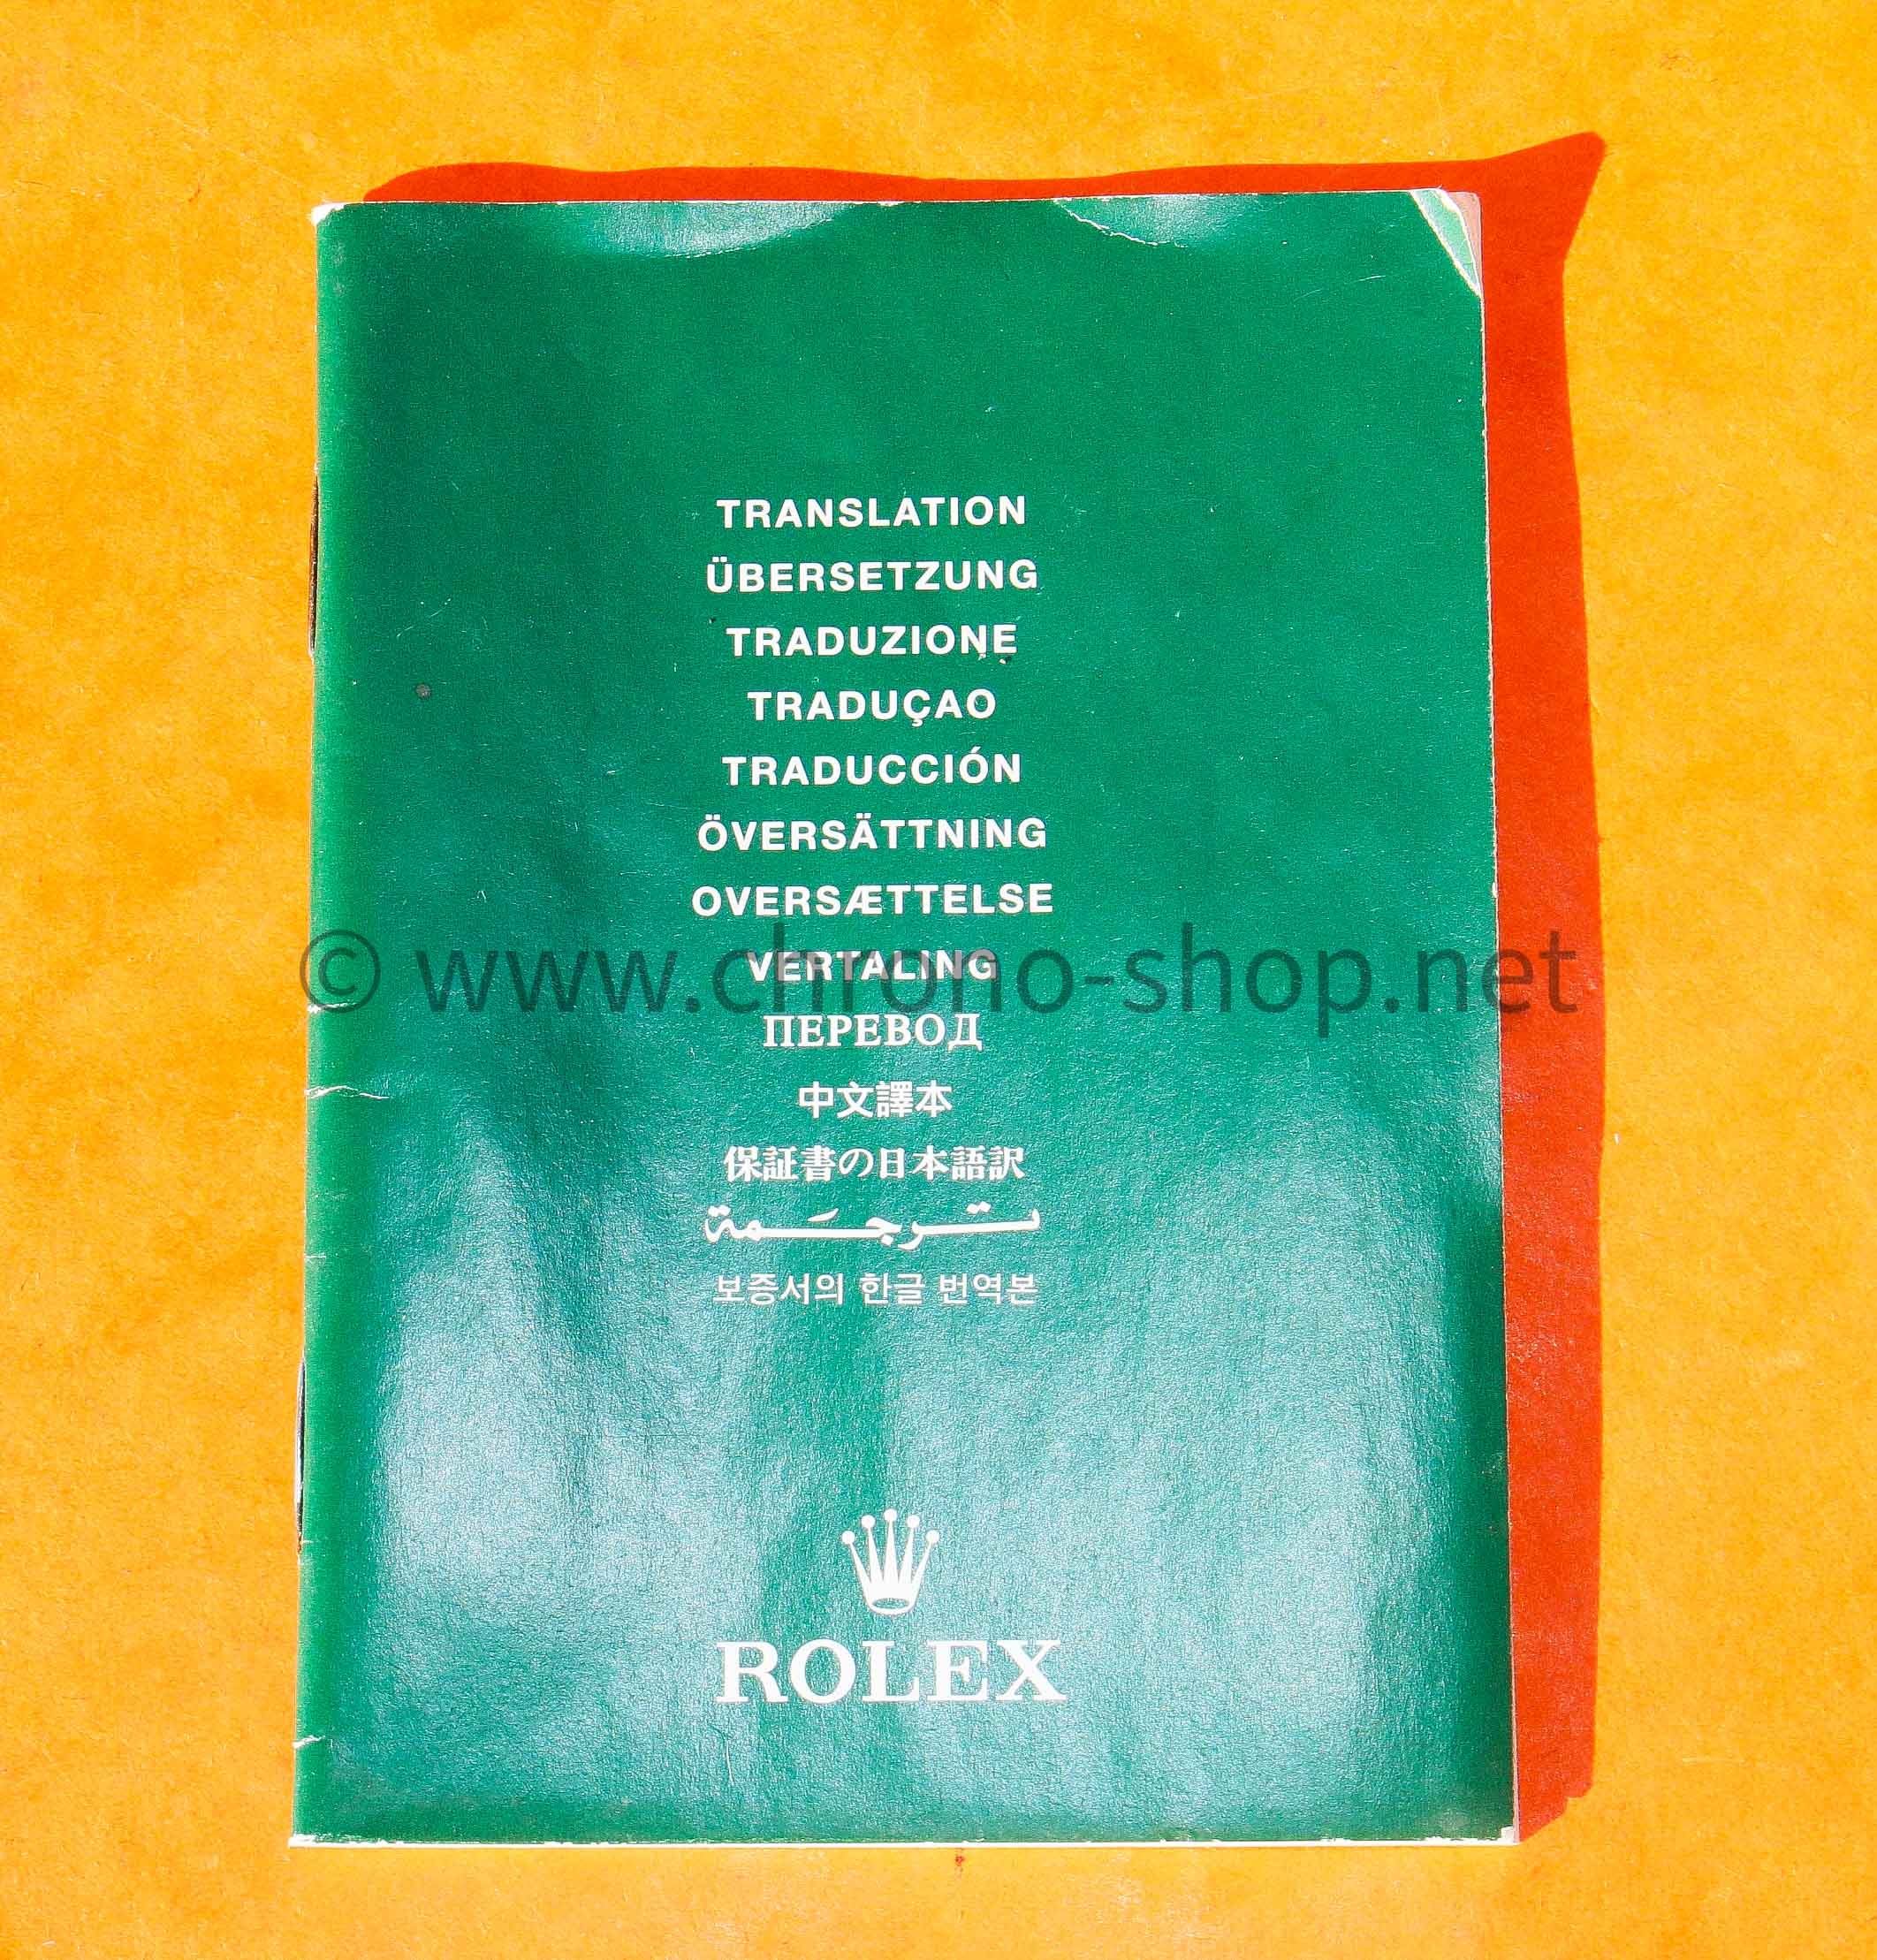 TRANSLATION
ÜBERSETZUNG
TRADUZIONE
TRADUÇAO
TRADUCCIÓN
ÖVERSÄTTNING
OVERSÆTTELSE
VERTALING
© www.chrono-shop.net
ПЕРЕВОД
中文譯本
保証書の日本語訳
ترجمة
보증서의 한글 번역본
ROLEX